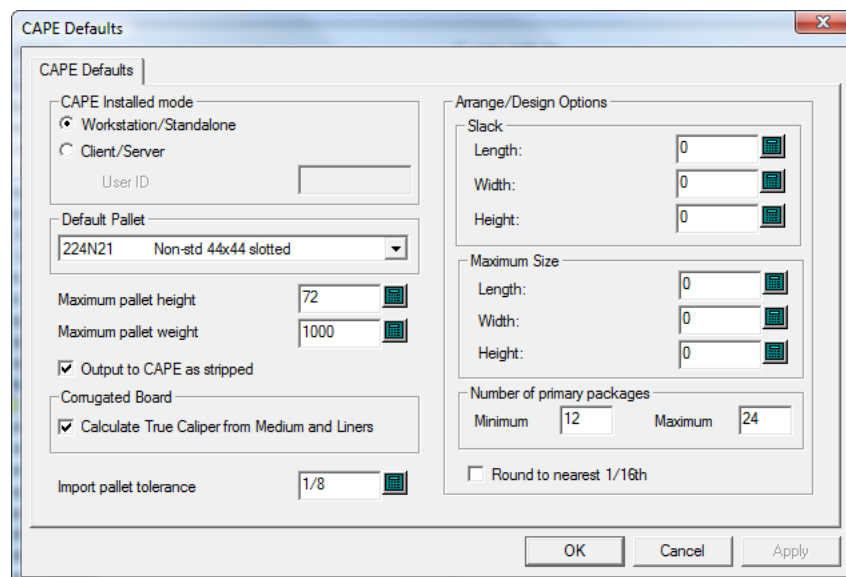 CAPE Defaults
CAPE Defaults
CAPE Installed mode
Workstation/Standalone
Client/Server
User ID
Default Pallet
224N21 Non-std 44x44 slotted
Maximum pallet height 72
Maximum pallet weight 1000
Output to CAPE as stripped
Corrugated Board
Calculate True Caliper from Medium and Liners
Import pallet tolerance 1/8
Arrange/Design Options
Slack
Length: 0
Width: 0
Height: 0
Maximum Size
Length: 0
Width: 0
Height: 0
Number of primary packages
Minimum 12 Maximum 24
Round to nearest 1/16th
OK Cancel Apply